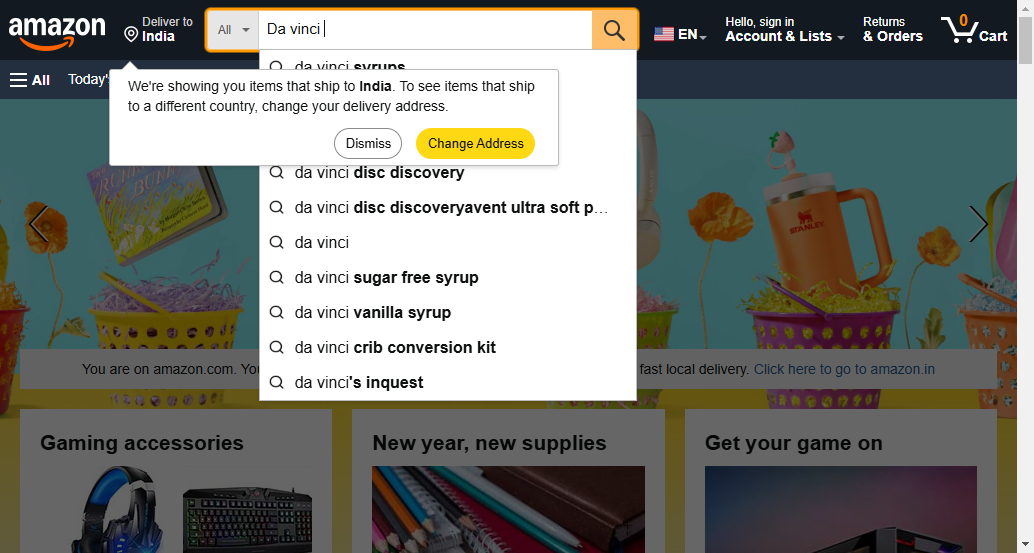 amazon
Deliver to
India
All
Da vinci
EN
Hello, sign in
Account & Lists
Returns
& Orders
0
Cart
All
Today's
da vinci syrups
We're showing you items that ship to India. To see items that ship
to a different country, change your delivery address.
Dismiss
Change Address
da vinci disc discovery
da vinci disc discoveryavent ultra soft p…
da vinci
da vinci sugar free syrup
da vinci vanilla syrup
da vinci crib conversion kit
da vinci's inquest
STANLEY
You are on amazon.com. You
fast local delivery. Click here to go to amazon.in
Gaming accessories
New year, new supplies
Get your game on